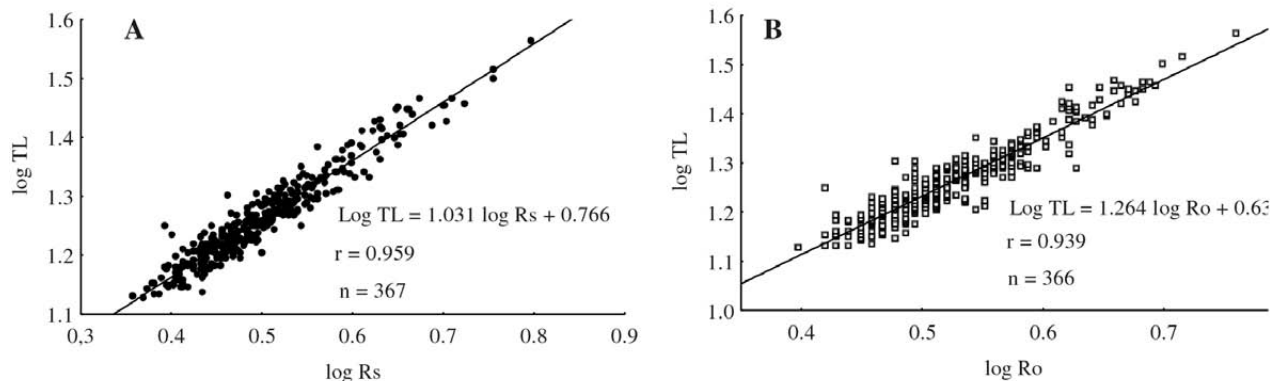 A
1.6
1.5
1.4
1.3
1.2
1.1
log TL
Log TL = 1.031 log Rs + 0.766
r = 0.959
n = 367
0.3 0.4 0.5 0.6 0.7 0.8 0.9
log Rs
B
1.6
1.5
1.4
1.3
1.2
1.1
1.0
log TL
Log TL = 1.264 log Ro + 0.63
r = 0.939
n = 366
0.4 0.5 0.6 0.7
log Ro